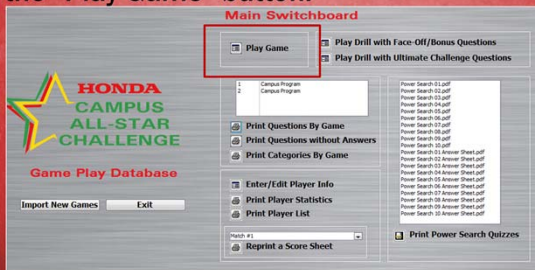 the "Play Game" button.
Main Switchboard
Play Game
Play Drill with Face-Off/Bonus Questions
Play Drill with Ultimate Challenge Questions
HONDA
CAMPUS
ALL-STAR
CHALLENGE
Game Play Database
Import New Games
Exit
1 Campus Program
2 Campus Program
Print Questions By Game
Print Questions without Answers
Print Categories By Game
Enter/Edit Player Info
Print Player Statistics
Print Player List
Match #1
Reprint a Score Sheet
Power Search 01.pdf
Power Search 02.pdf
Power Search 03.pdf
Power Search 04.pdf
Power Search 05.pdf
Power Search 06.pdf
Power Search 07.pdf
Power Search 08.pdf
Power Search 09.pdf
Power Search 10.pdf
Power Search 01 Answer Sheet.pdf
Power Search 02 Answer Sheet.pdf
Power Search 03 Answer Sheet.pdf
Power Search 04 Answer Sheet.pdf
Power Search 05 Answer Sheet.pdf
Power Search 06 Answer Sheet.pdf
Power Search 07 Answer Sheet.pdf
Power Search 08 Answer Sheet.pdf
Power Search 09 Answer Sheet.pdf
Power Search 10 Answer Sheet.pdf
Print Power Search Quizzes